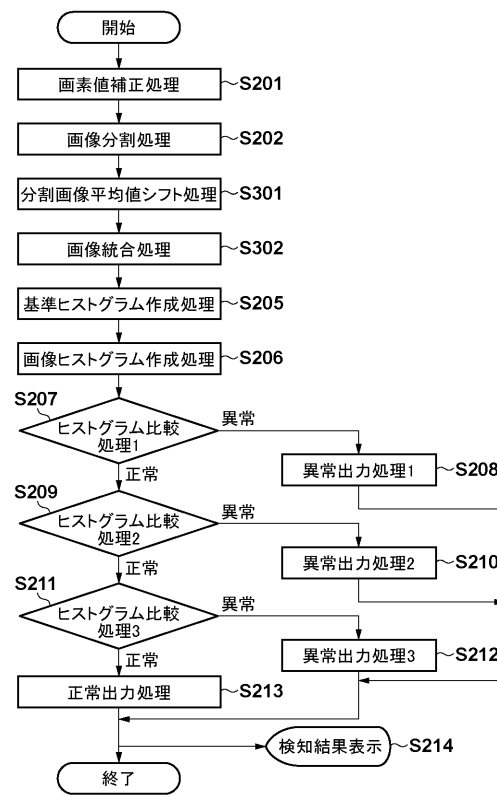 開始
画素値補正処理 S201
画像分割処理 S202
分割画像平均値シフト処理 S301
画像統合処理 S302
基準ヒストグラム作成処理 S205
画像ヒストグラム作成処理 S206
S207
ヒストグラム比較
処理1
異常
正常
異常出力処理1 S208
S209
ヒストグラム比較
処理2
異常
正常
異常出力処理2 S210
S211
ヒストグラム比較
処理3
異常
正常
異常出力処理3 S212
正常出力処理 S213
検知結果表示 S214
終了